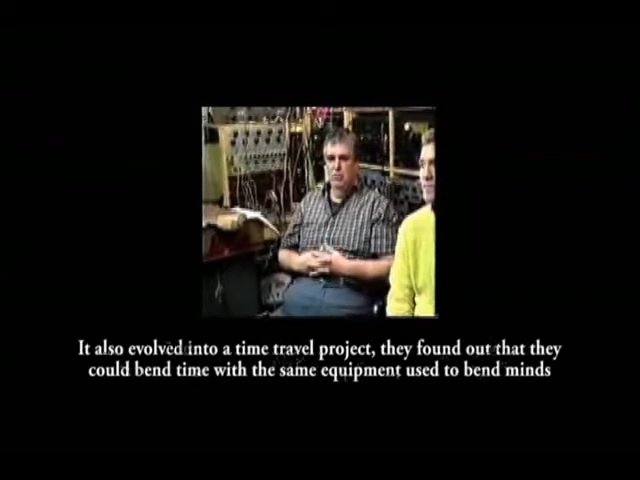 It also evolved into a time travel project, they found out that they
could bend time with the same equipment used to bend minds